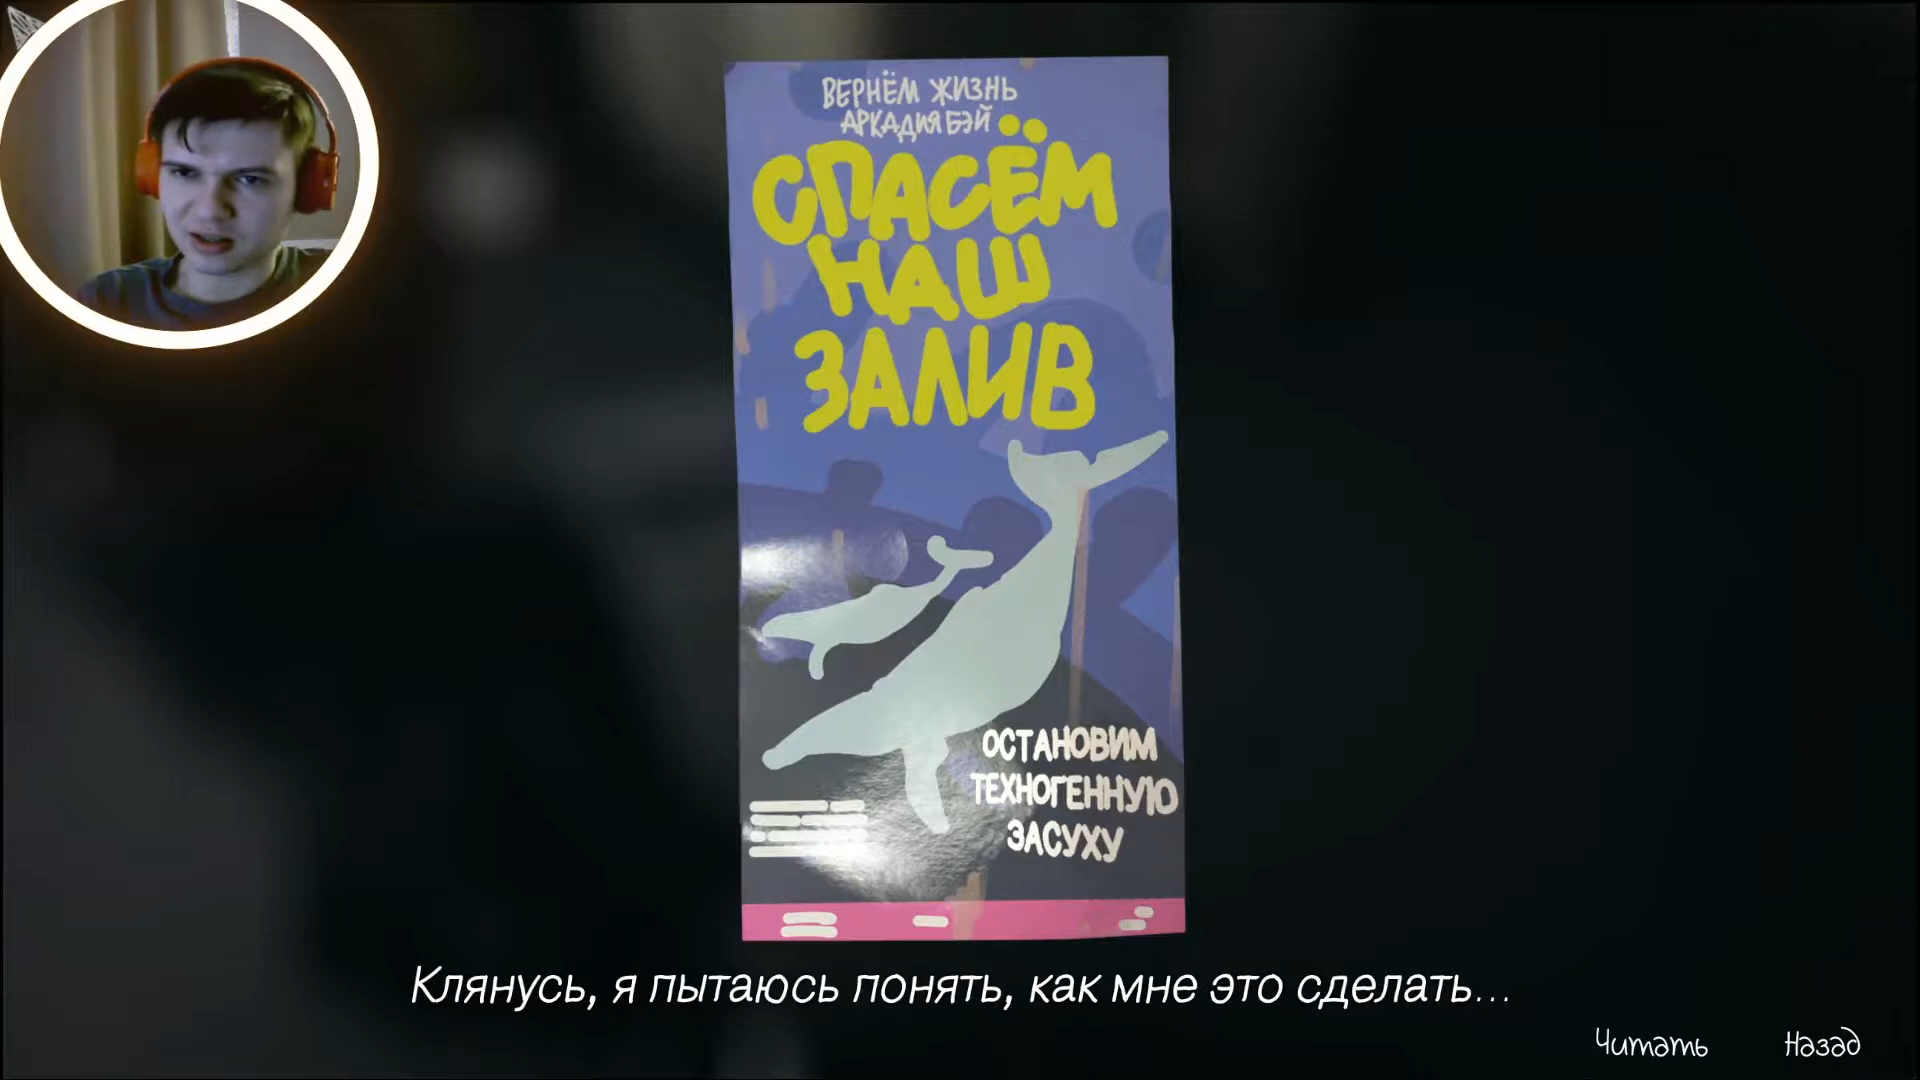 ВЕРНЁМ ЖИЗНЬ
АРКАДИЯ БЭЙ
СПАСЁМ
НАШ
ЗАЛИВ
ОСТАНОВИМ
ТЕХНОГЕННУЮ
ЗАСУХУ
Клянусь, я пытаюсь понять, как мне это сделать...
Читать Назад